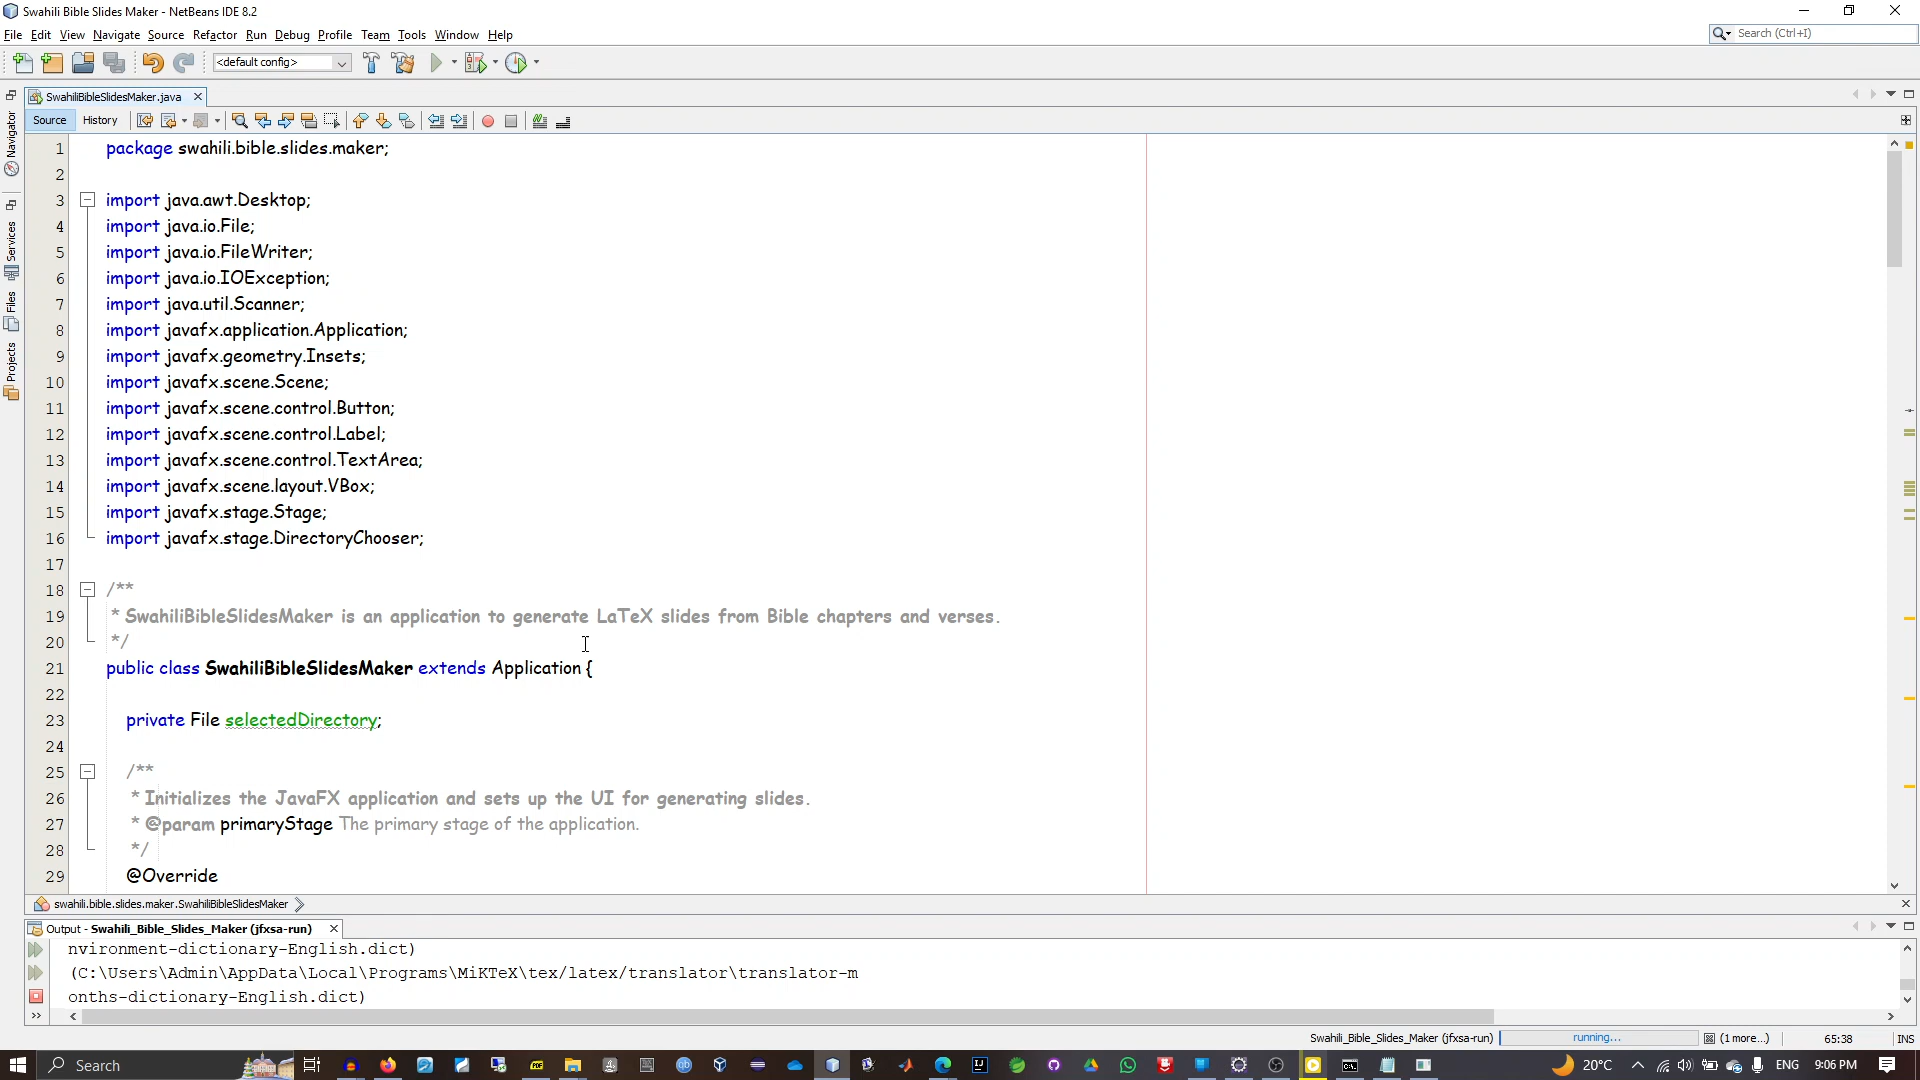 Swahili Bible Slides Maker - NetBeans IDE 8.2
File Edit View Navigate Source Refactor Run Debug Profile Team Tools Window Help
Search (Ctrl+I)
<default config>
SwahiliBibleSlidesMaker.java
Source History
Navigator
Services
Files
Projects
1 package swahili.bible.slides.maker;
2
3 import java.awt.Desktop;
4 import java.io.File;
5 import java.io.FileWriter;
6 import java.io.IOException;
7 import java.util.Scanner;
8 import javafx.application.Application;
9 import javafx.geometry.Insets;
10 import javafx.scene.Scene;
11 import javafx.scene.control.Button;
12 import javafx.scene.control.Label;
13 import javafx.scene.control.TextArea;
14 import javafx.scene.layout.VBox;
15 import javafx.stage.Stage;
16 import javafx.stage.DirectoryChooser;
17
18 /**
19 * SwahiliBibleSlidesMaker is an application to generate LaTeX slides from Bible chapters and verses.
20 */
21 public class SwahiliBibleSlidesMaker extends Application {
22
23 private File selectedDirectory;
24
25 /**
26 * Initializes the JavaFX application and sets up the UI for generating slides.
27 * @param primaryStage The primary stage of the application.
28 */
29 @Override
swahili.bible.slides.maker.SwahiliBibleSlidesMaker
Output - Swahili_Bible_Slides_Maker (jfxsa-run)
nvironment-dictionary-English.dict)
(C:\Users\Admin\AppData\Local\Programs\MiKTeX\tex/latex/translator\translator-m
onths-dictionary-English.dict)
Swahili_Bible_Slides_Maker (jfxsa-run) running... (1 more...) 65:38 INS
Search 20°C ENG 9:06 PM